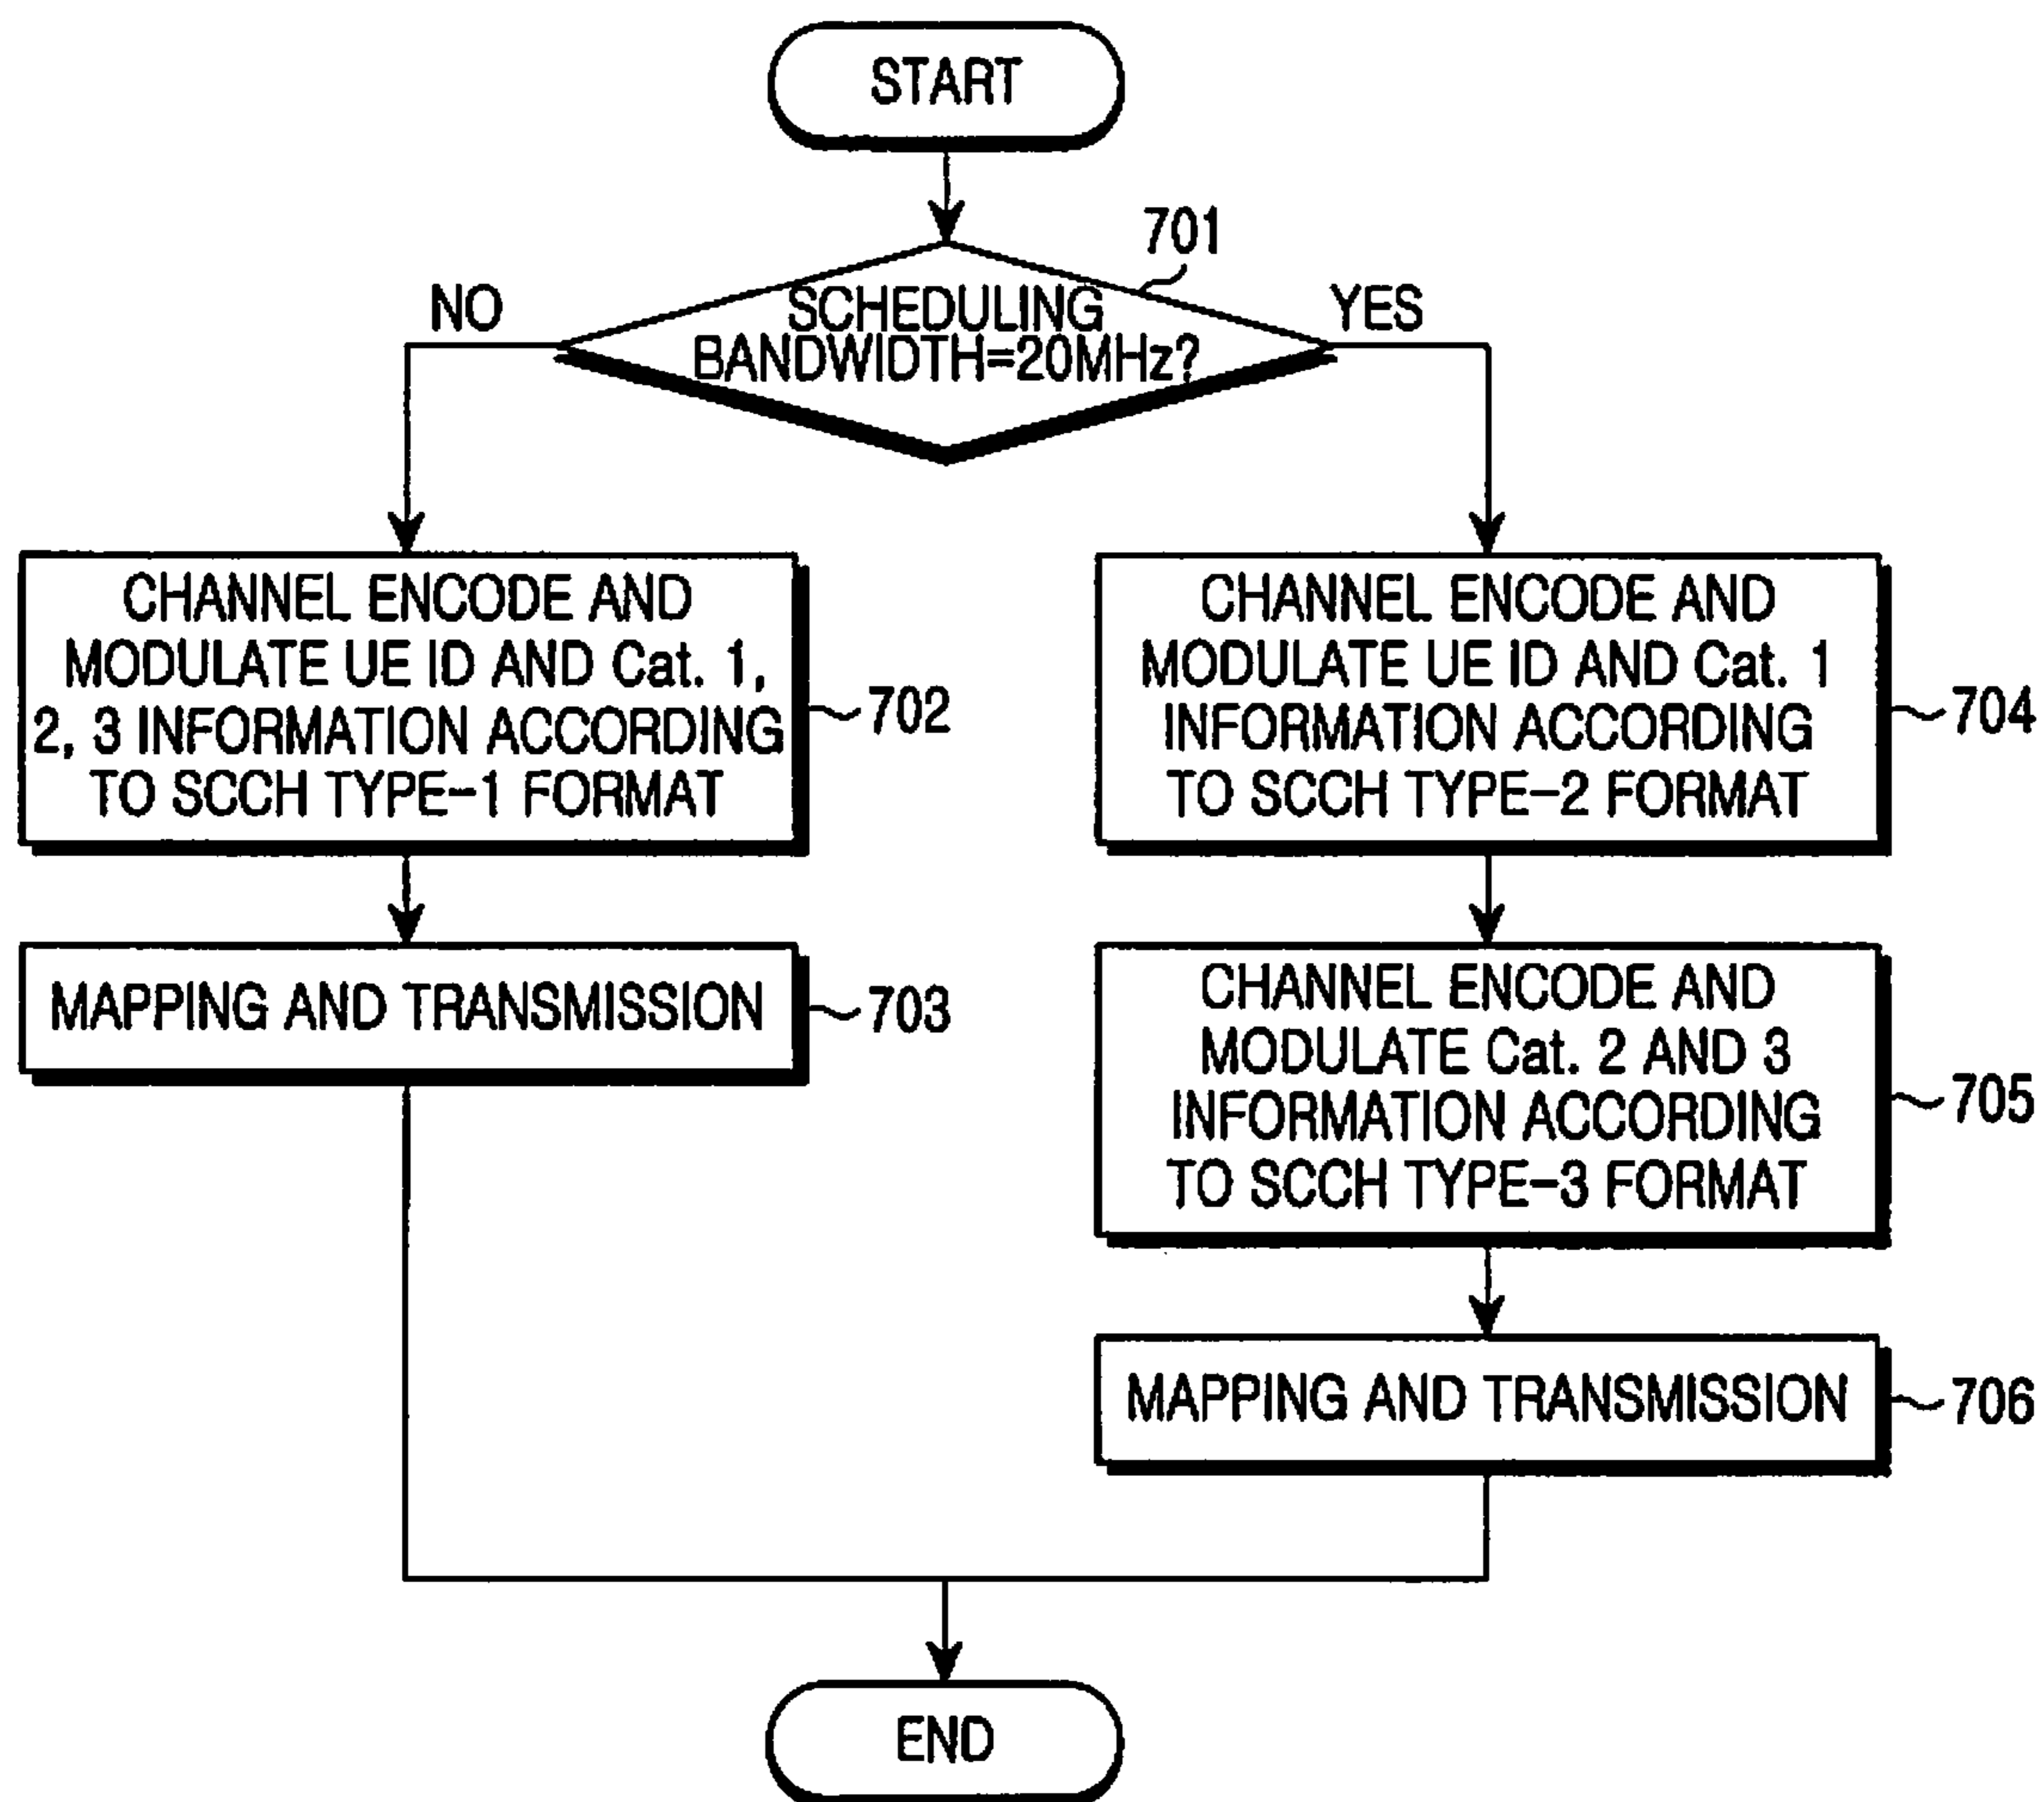 START
701
NO
YES
SCHEDULING
BANDWIDTH=20MHz?
CHANNEL ENCODE AND
MODULATE UE ID AND Cat. 1,
2, 3 INFORMATION ACCORDING
TO SCCH TYPE-1 FORMAT
702
MAPPING AND TRANSMISSION
703
CHANNEL ENCODE AND
MODULATE UE ID AND Cat. 1
INFORMATION ACCORDING
TO SCCH TYPE-2 FORMAT
704
CHANNEL ENCODE AND
MODULATE Cat. 2 AND 3
INFORMATION ACCORDING
TO SCCH TYPE-3 FORMAT
705
MAPPING AND TRANSMISSION
706
END